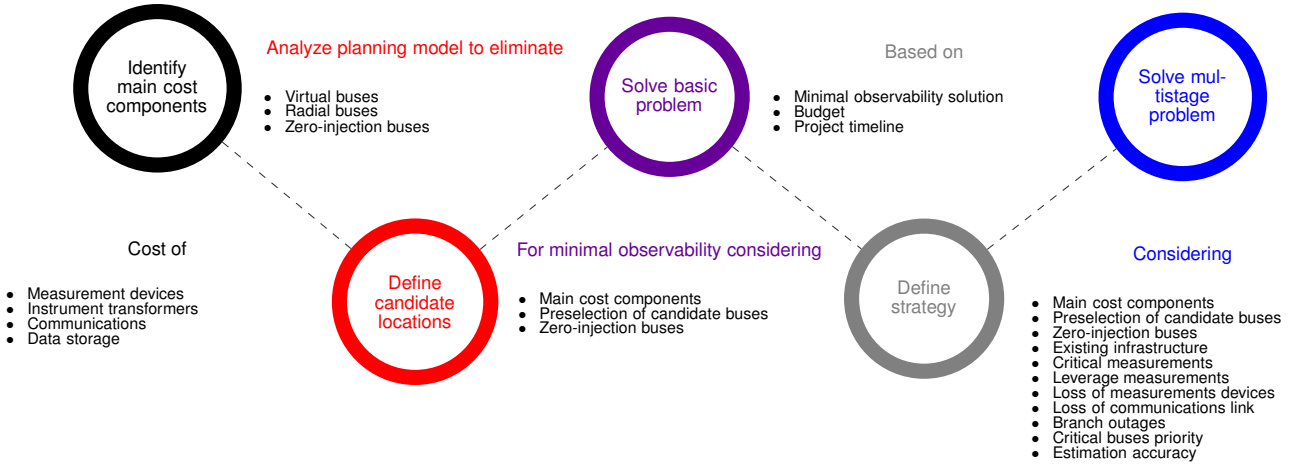 Identify
main cost
components
Cost of
● Measurement devices
● Instrument transformers
● Communications
● Data storage
Analyze planning model to eliminate
● Virtual buses
● Radial buses
● Zero-injection buses
Define
candidate
locations
Solve basic
problem
For minimal observability considering
● Main cost components
● Preselection of candidate buses
● Zero-injection buses
Based on
● Minimal observability solution
● Budget
● Project timeline
Define
strategy
Solve mul-
tistage
problem
Considering
● Main cost components
● Preselection of candidate buses
● Zero-injection buses
● Existing infrastructure
● Critical measurements
● Leverage measurements
● Loss of measurements devices
● Loss of communications link
● Branch outages
● Critical buses priority
● Estimation accuracy